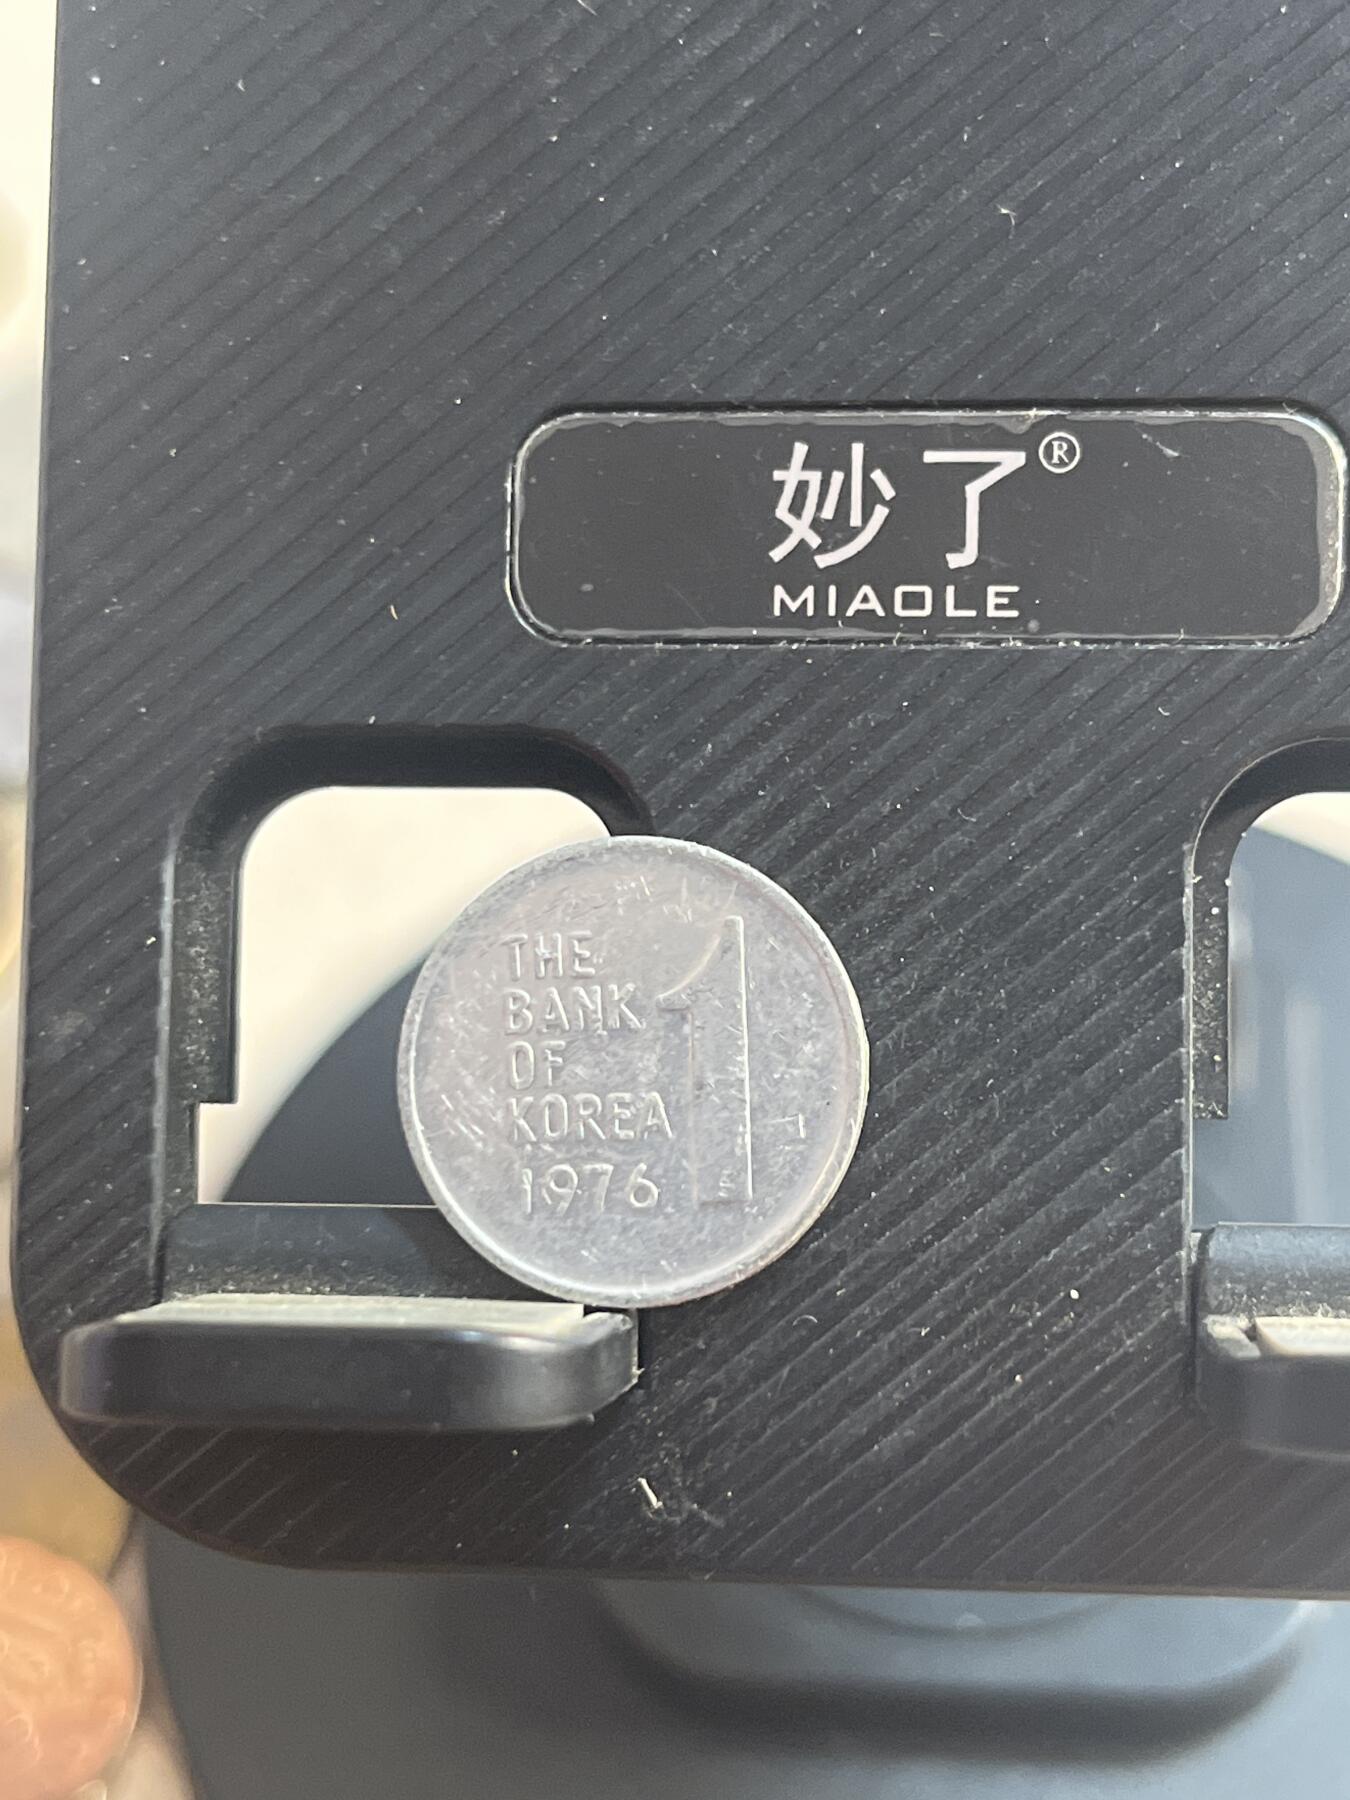 妙了®
MIAOLE
THE
BANK
OF
KOREA
1976
1